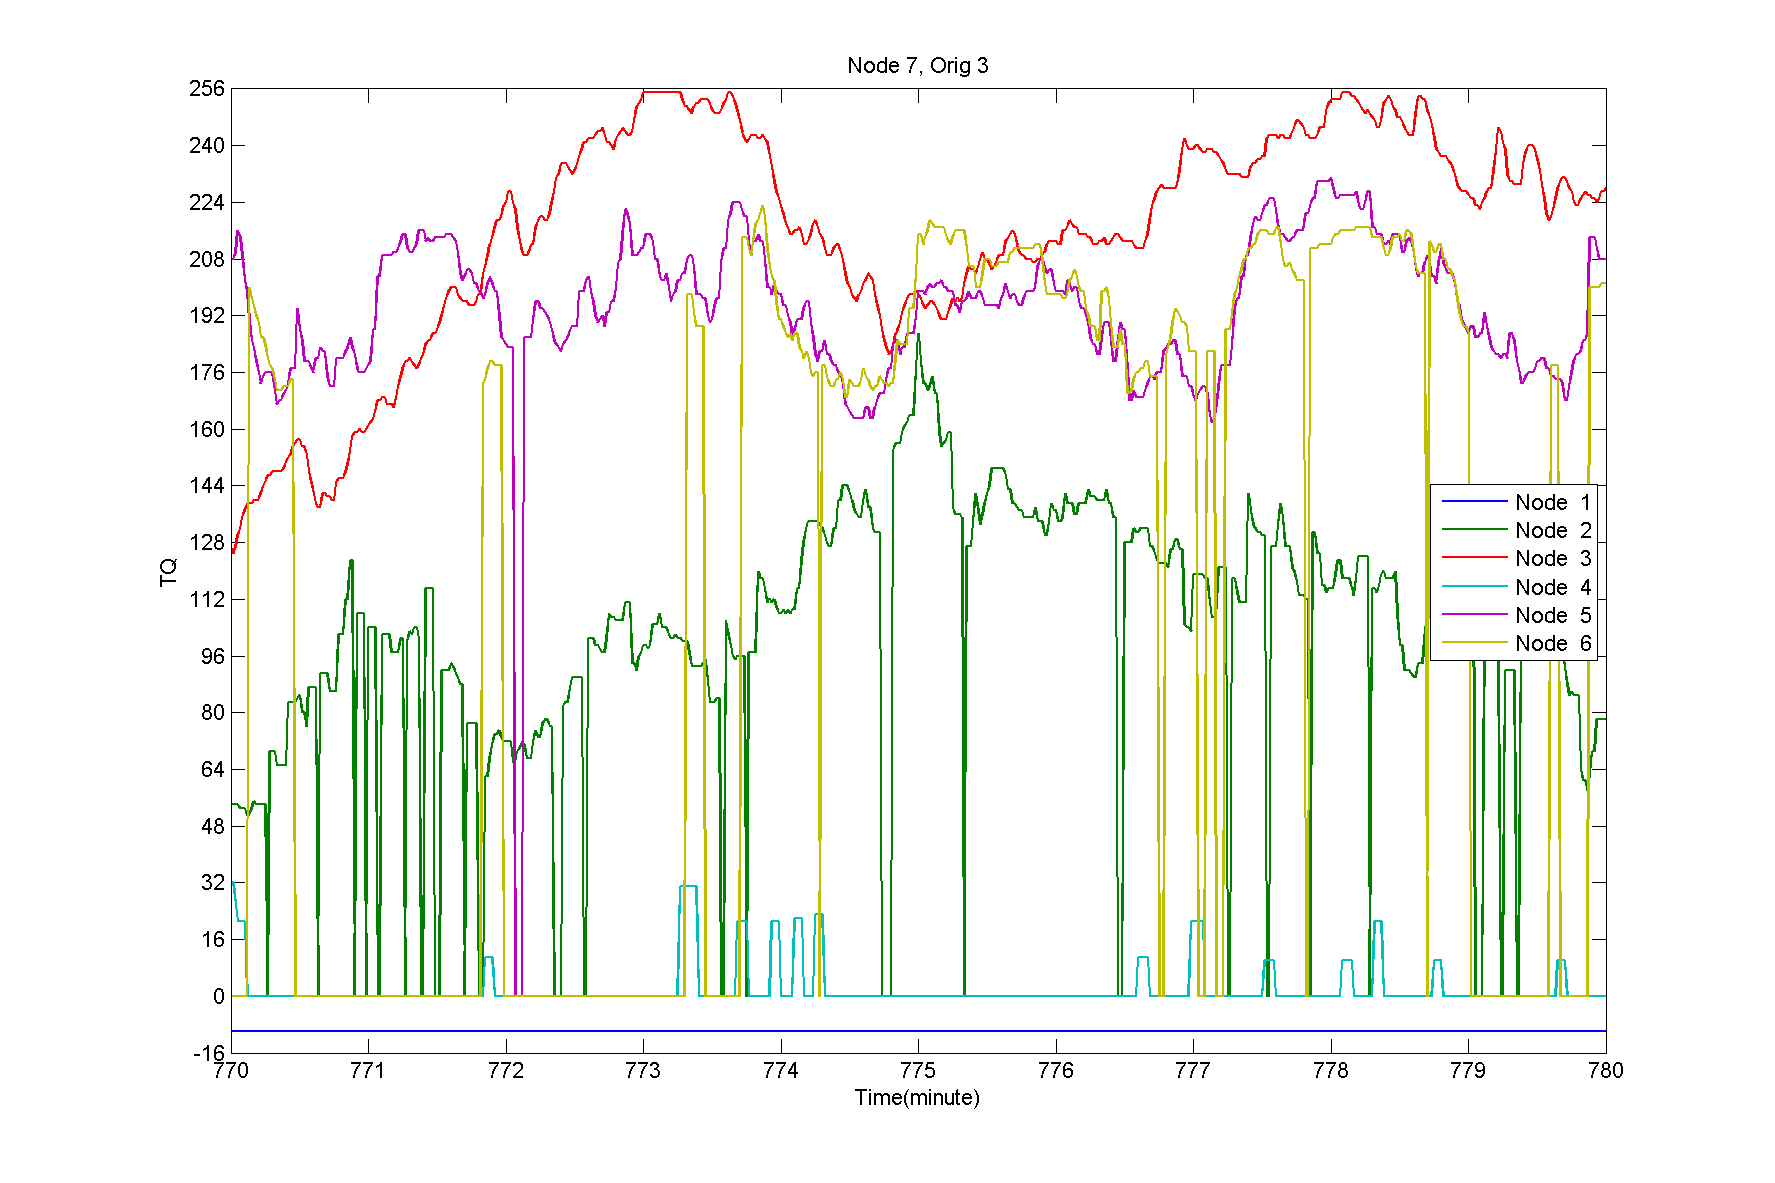 Node 7, Orig 3
256
240
224
208
192
176
160
144
128
112
96
80
64
48
32
16
0
-16
TQ
Node 1
Node 2
Node 3
Node 4
Node 5
Node 6
770 771 772 773 774 775 776 777 778 779 780
Time(minute)